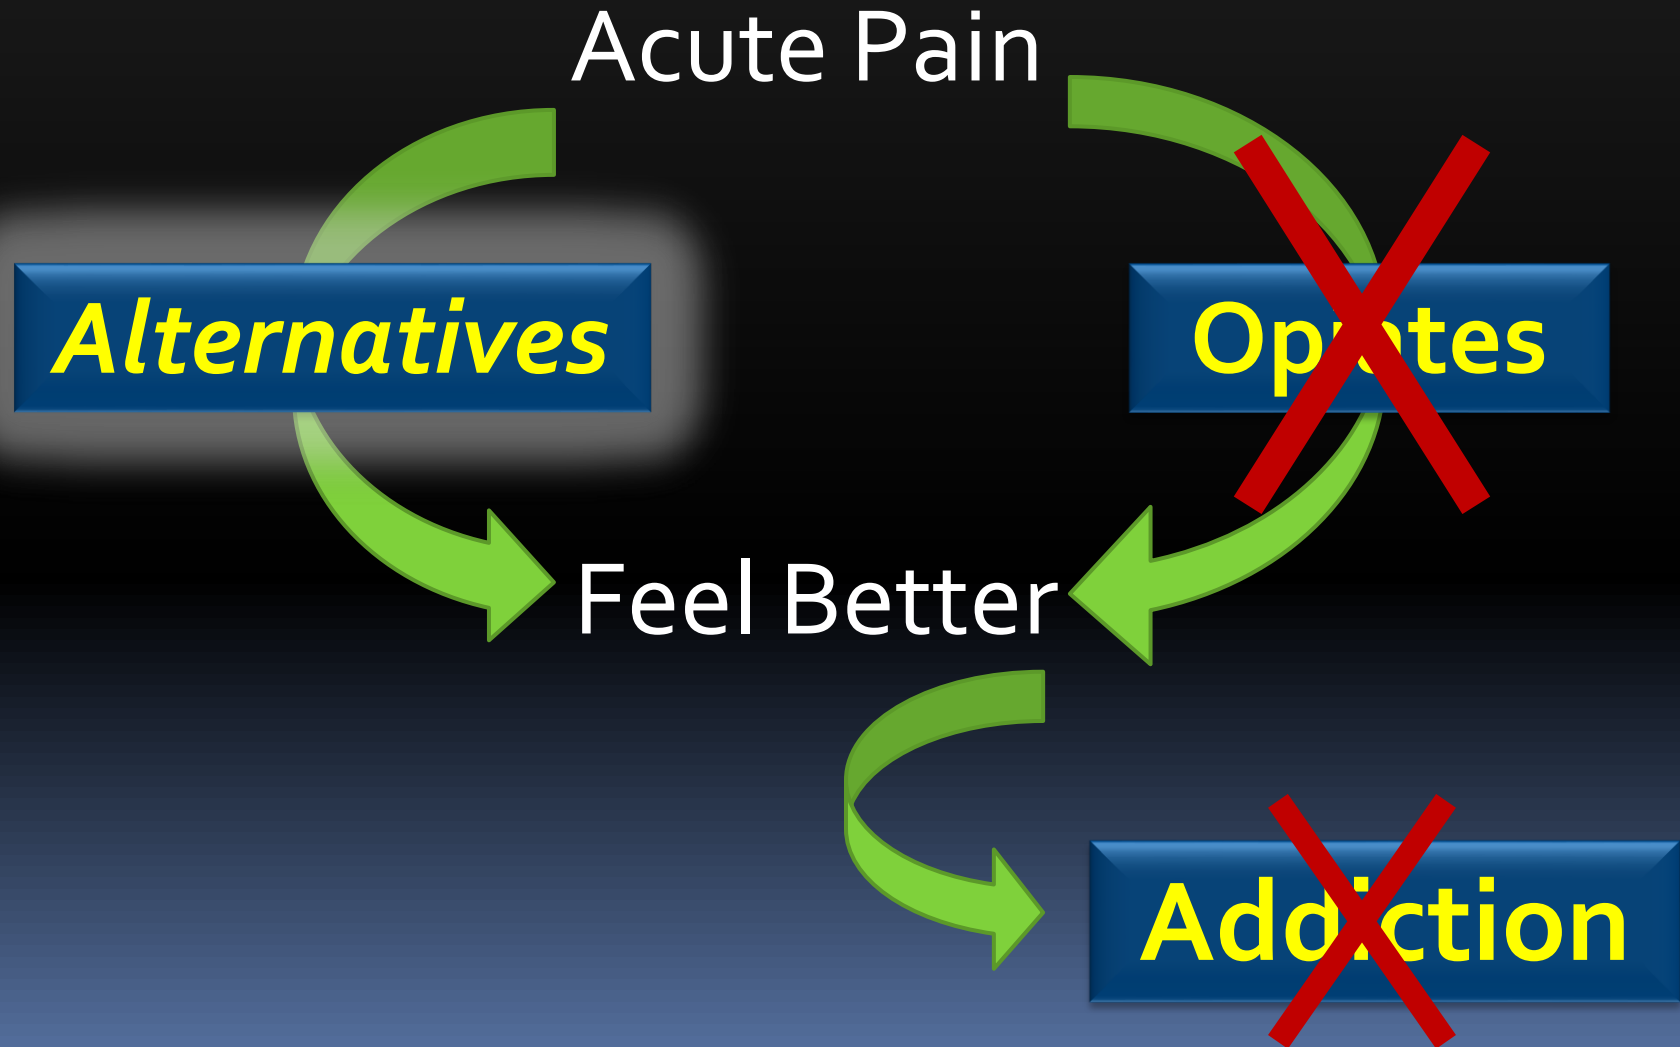 Acute Pain
Alternatives
Opiates
Feel Better
Addiction